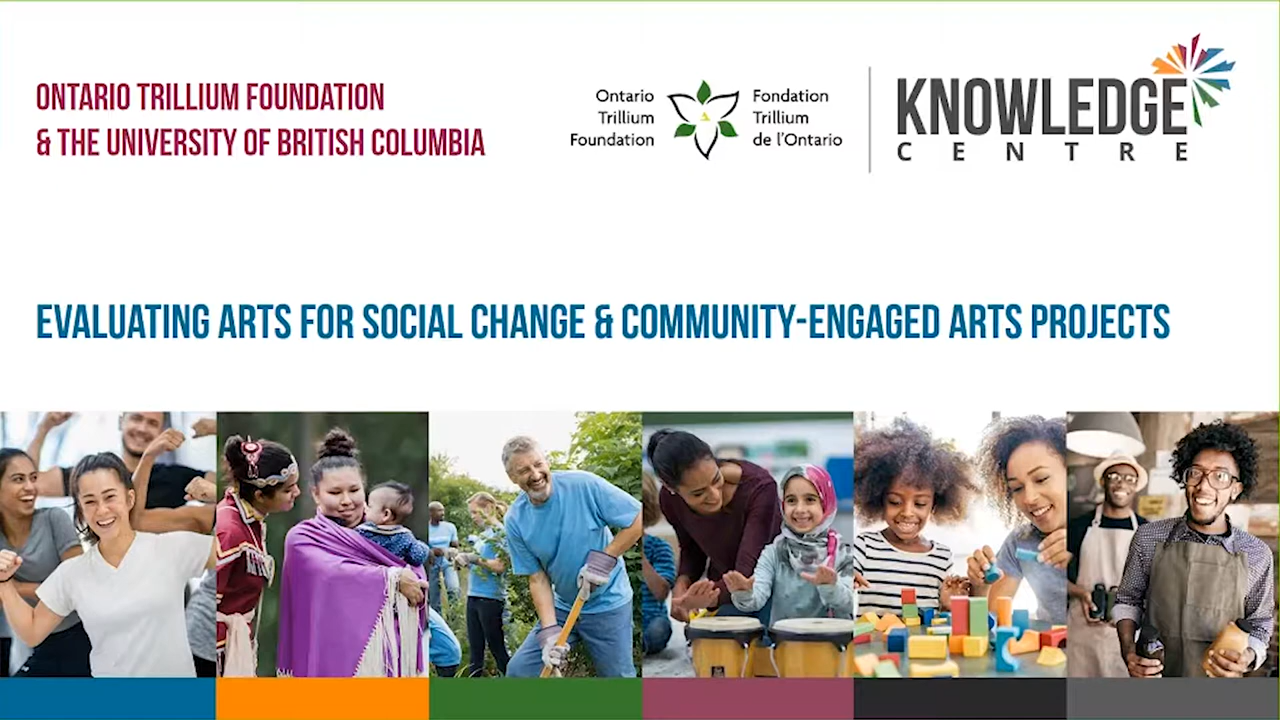 ONTARIO TRILLIUM FOUNDATION
& THE UNIVERSITY OF BRITISH COLUMBIA
Ontario
Trillium
Foundation
Fondation
Trillium
de l'Ontario
KNOWLEDGE
CENTRE
EVALUATING ARTS FOR SOCIAL CHANGE & COMMUNITY-ENGAGED ARTS PROJECTS